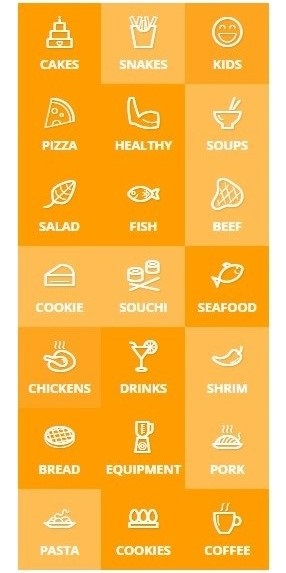 CAKES
SNAKES
KIDS
PIZZA
HEALTHY
SOUPS
SALAD
FISH
BEEF
COOKIE
SOUCHI
SEAFOOD
CHICKENS
DRINKS
SHRIM
BREAD
EQUIPMENT
PORK
PASTA
COOKIES
COFFEE